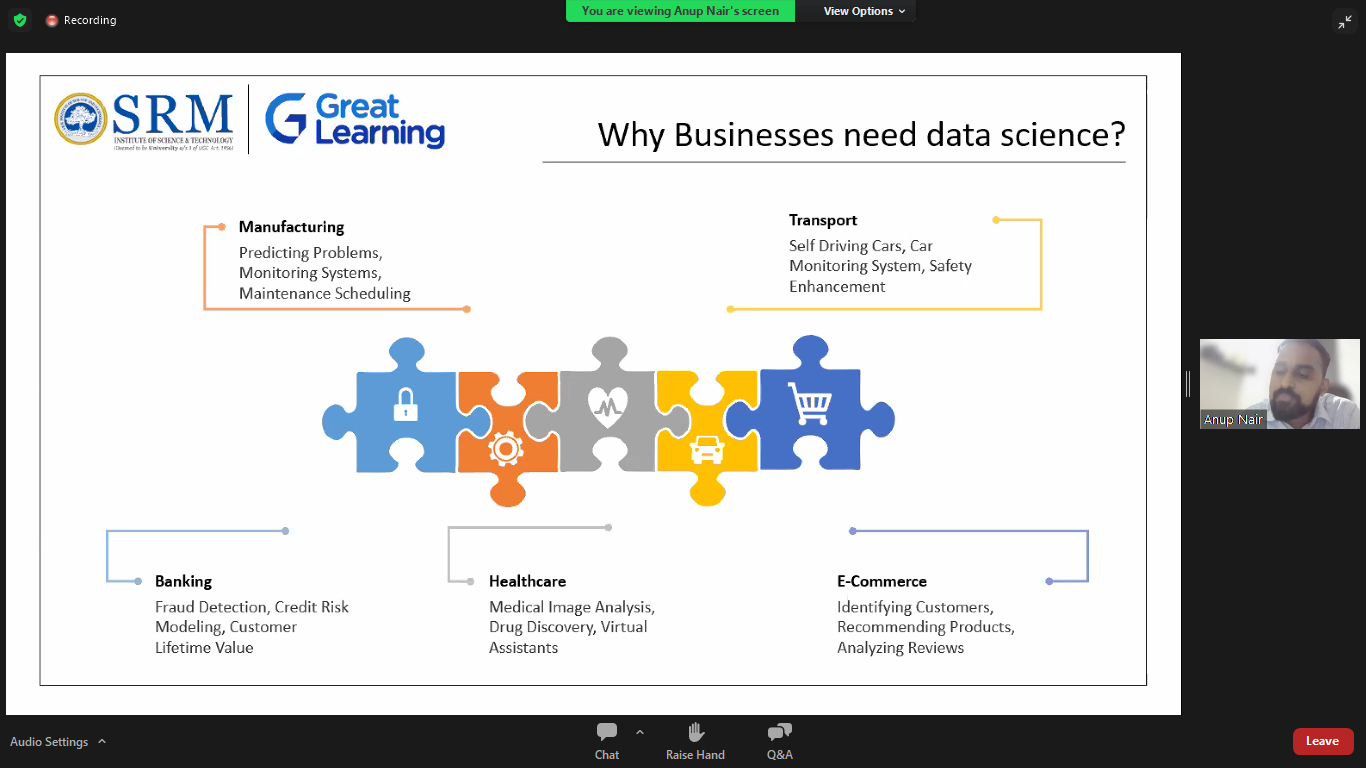 Recording
You are viewing Anup Nair's screen
View Options
SRM
INSTITUTE OF SCIENCE & TECHNOLOGY
(Deemed to be University u/s 3 of UGC Act, 1956)
Great
Learning
Why Businesses need data science?
Manufacturing
Predicting Problems,
Monitoring Systems,
Maintenance Scheduling
Transport
Self Driving Cars, Car
Monitoring System, Safety
Enhancement
Anup Nair
Banking
Fraud Detection, Credit Risk
Modeling, Customer
Lifetime Value
Healthcare
Medical Image Analysis,
Drug Discovery, Virtual
Assistants
E-Commerce
Identifying Customers,
Recommending Products,
Analyzing Reviews
Audio Settings
Chat
Raise Hand
Q&A
Leave